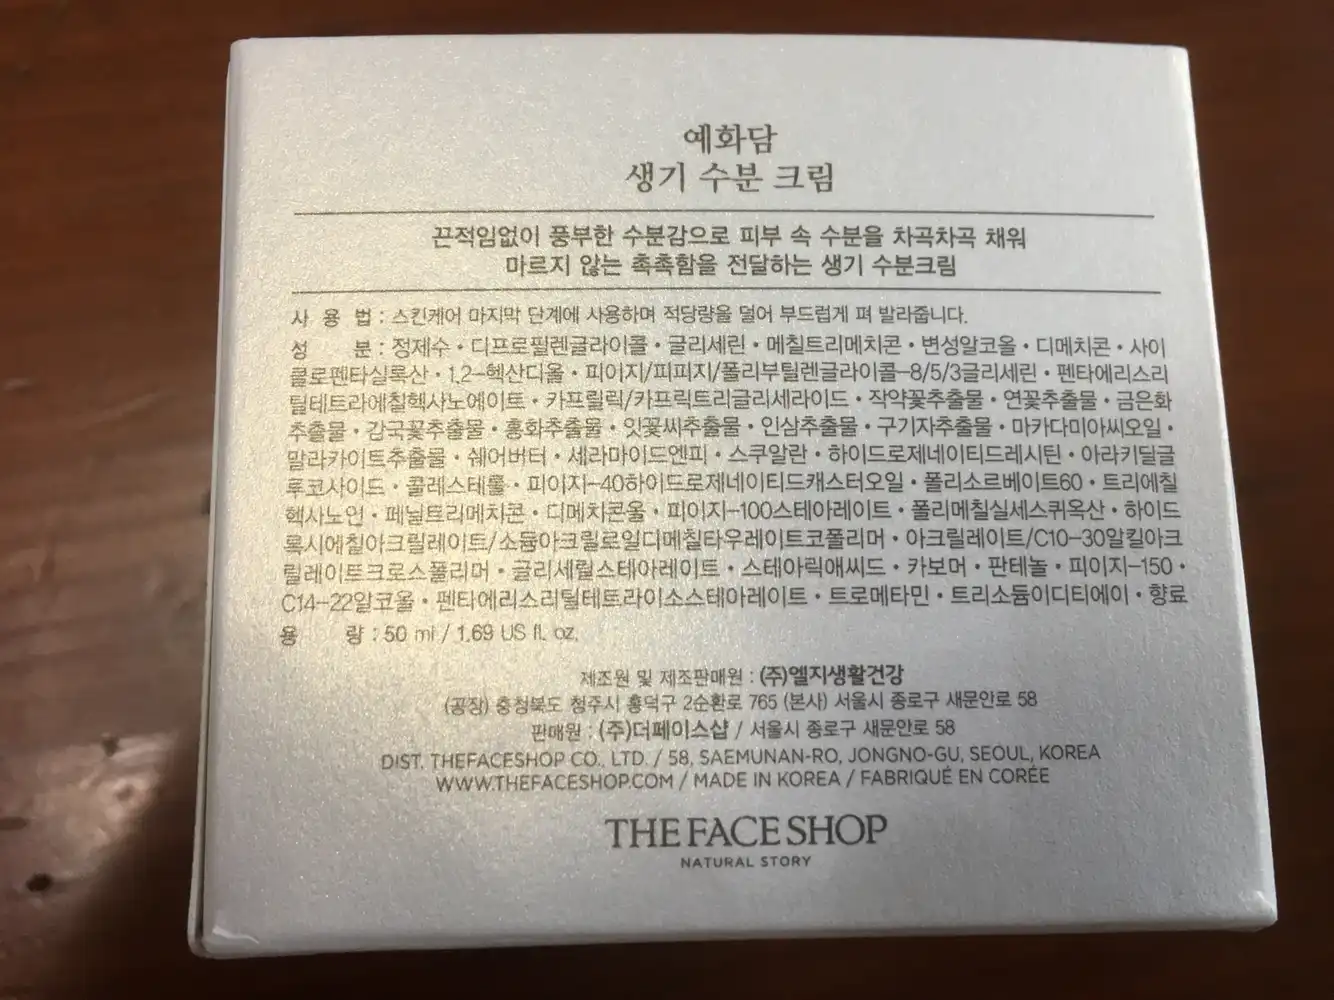 예화담
생기 수분 크림
끈적임없이 풍부한 수분감으로 피부 속 수분을 차곡차곡 채워
마르지 않는 촉촉함을 전달하는 생기 수분크림
사 용 법 : 스킨케어 마지막 단계에 사용하며 적당량을 덜어 부드럽게 펴 발라줍니다.
성 분 : 정제수 • 디프로필렌글라이콜 • 글리세린 • 메칠트리메치콘 • 변성알코올 • 디메치콘 • 사이
클로펜타실록산 • 1,2-헥산디올 • 피이지/피피지/폴리부틸렌글라이콜-8/5/3글리세린 • 펜타에리스리
틸테트라에칠헥사노에이트 • 카프릴릭/카프릭트리글리세라이드 • 작약꽃추출물 • 연꽃추출물 • 금은화
추출물 • 감국꽃추출물 • 홍화추출물 • 잇꽃씨추출물 • 인삼추출물 • 구기자추출물 • 마카다미아씨오일 •
말라카이트추출물 • 쉐어버터 • 세라마이드엔피 • 스쿠알란 • 하이드로제네이티드레시틴 • 아라키딜글
루코사이드 • 콜레스테롤 • 피이지-40하이드로제네이티드캐스터오일 • 폴리소르베이트60 • 트리에칠
헥사노인 • 페닐트리메치콘 • 디메치콘올 • 피이지-100스테아레이트 • 폴리메칠실세스퀴옥산 • 하이드
록시에칠아크릴레이트/소듐아크릴로일디메칠타우레이트코폴리머 • 아크릴레이트/C10-30알킬아크
릴레이트크로스폴리머 • 글리세릴스테아레이트 • 스테아릭애씨드 • 카보머 • 판테놀 • 피이지-150 •
C14-22알코올 • 펜타에리스리틸테트라이소스테아레이트 • 트로메타민 • 트리소듐이디티에이 • 향료
용 량 : 50 ml / 1.69 US fl. oz.
제조원 및 제조판매원 : (주)엘지생활건강
(공장) 충청북도 청주시 흥덕구 2순환로 765 (본사) 서울시 종로구 새문안로 58
판매원 : (주)더페이스샵 / 서울시 종로구 새문안로 58
DIST. THEFACESHOP CO., LTD. / 58, SAEMUNAN-RO, JONGNO-GU, SEOUL, KOREA
WWW.THEFACESHOP.COM / MADE IN KOREA / FABRIQUÉ EN CORÉE
THE FACE SHOP
NATURAL STORY